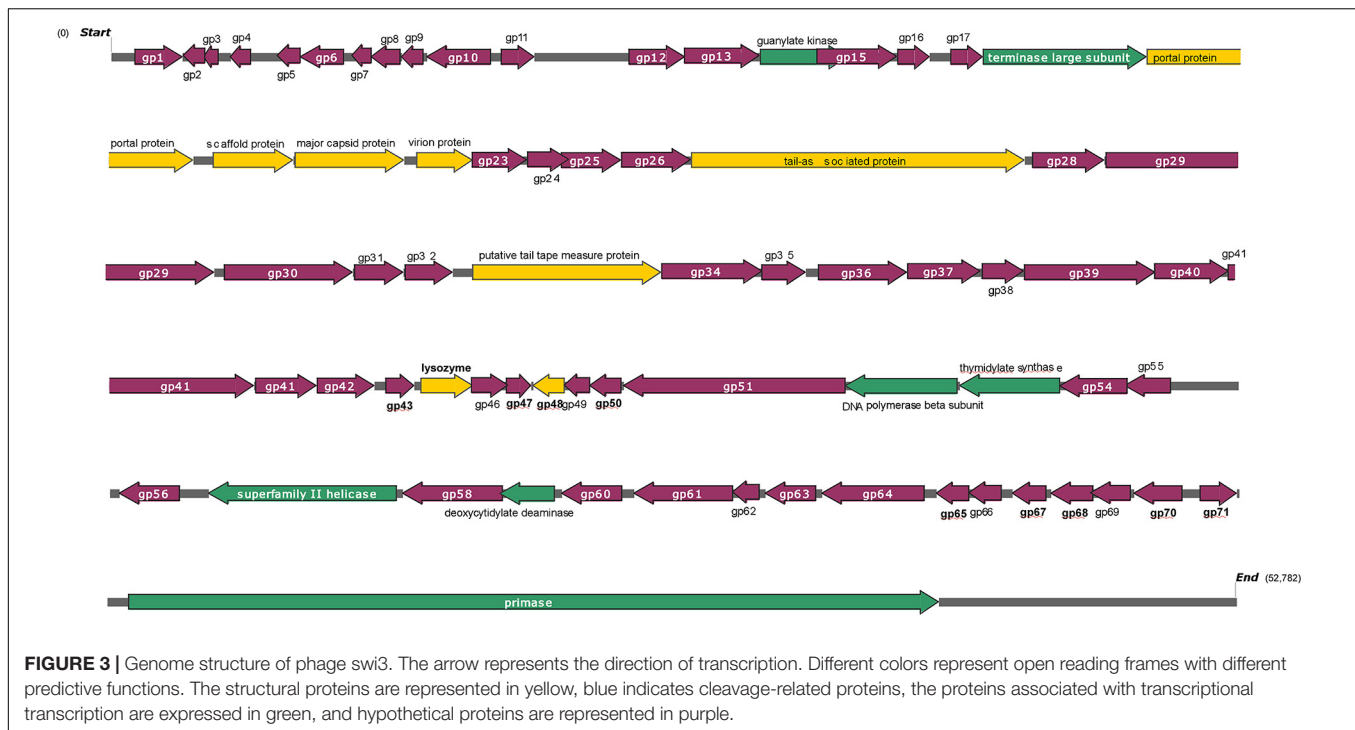 (0) Start
gp1 gp2 gp3 gp4 gp5 gp6 gp7 gp8 gp9 gp10 gp11 gp12 gp13 guanylate kinase gp15 gp16 gp17 terminase large subunit portal protein
portal protein scaffold protein major capsid protein virion protein gp23 gp24 gp25 gp26 tail-as sociated protein gp28 gp29
gp29 gp30 gp31 gp3 2 putative tail tape measure protein gp34 gp3 5 gp36 gp37 gp38 gp39 gp40 gp41
gp41 gp41 gp42 gp43 lysozyme gp46 gp47 gp48 gp49 gp50 gp51 DNA polymerase beta subunit thymidylate synthas e gp54 gp55
gp56 superfamily II helicase gp58 deoxycytidylate deaminase gp60 gp61 gp62 gp63 gp64 gp65 gp66 gp67 gp68 gp69 gp70 gp71
End (52,782)
primase
FIGURE 3 | Genome structure of phage swi3. The arrow represents the direction of transcription. Different colors represent open reading frames with different
predictive functions. The structural proteins are represented in yellow, blue indicates cleavage-related proteins, the proteins associated with transcriptional
transcription are expressed in green, and hypothetical proteins are represented in purple.